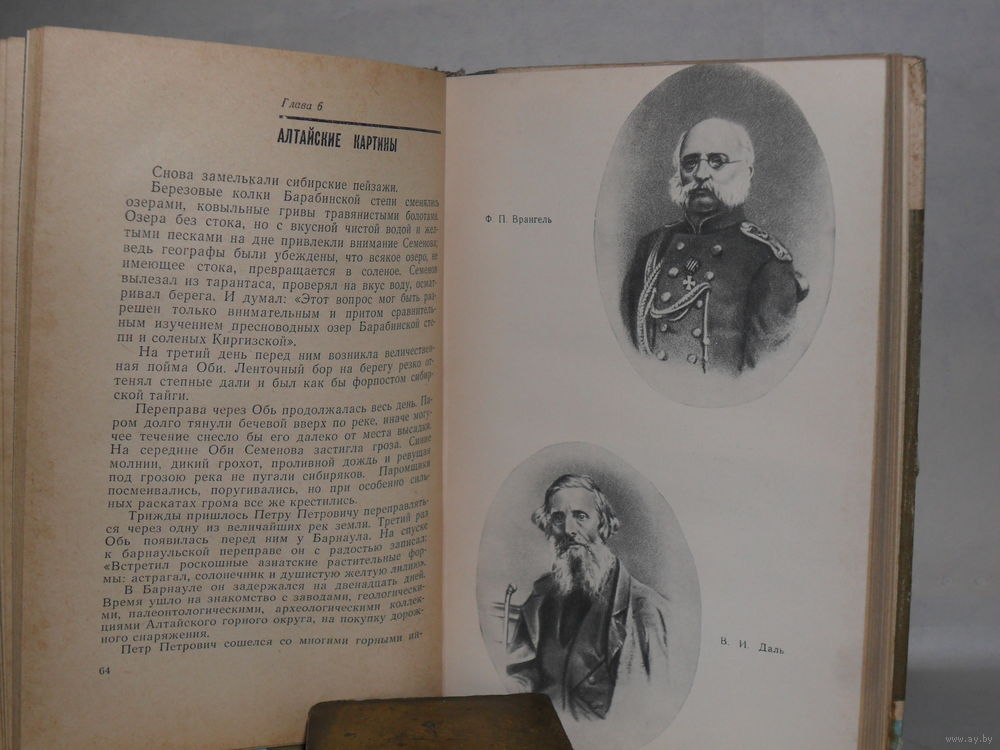 Глава 6
АЛТАЙСКИЕ КАРТИНЫ
Снова замелькали сибирские пейзажи.
Березовые колки Барабинской степи сменялись
озерами, ковыльные гривы травянистыми болотами.
Озера без стока, но с вкусной чистой водой и жел-
тыми песками на дне привлекли внимание Семенова,
ведь географы были убеждены, что всякое озеро, не
имеющее стока, превращается в соленое. Семенов
вылезал из тарантаса, проверял на вкус воду, осмат-
ривал берега. И думал: «Этот вопрос мог быть раз-
решен только внимательным и притом сравнитель-
ным изучением пресноводных озер Барабинской сте-
пи и соленых Киргизской».
На третий день перед ним возникла величествен-
ная пойма Оби. Ленточный бор на берегу резко от-
тенял степные дали и был как бы форпостом сибир-
ской тайги.
Переправа через Обь продолжалась весь день. Па-
ром долго тянули бечевой вверх по реке, иначе могу-
чее течение снесло бы его далеко от места высадки.
На середине Оби Семенова застигла гроза. Синие
молнии, дикий грохот, проливной дождь и ревущая
под грозою река не пугали сибиряков. Паромщики
посмеивались, поругивались, но при особенно силь-
ных раскатах грома все же крестились.
Трижды пришлось Петру Петровичу переправлять-
ся через одну из величайших рек земли. Третий раз
Обь появилась перед ним у Барнаула. На спуске
к барнаульской переправе он с радостью записал:
«Встретил роскошные азиатские растительные фор-
мы: астрагал, солонечник и душистую желтую лилию».
В Барнауле он задержался на двенадцать дней.
Время ушло на знакомство с заводами, геологически-
ми, палеонтологическими, археологическими коллек-
циями Алтайского горного округа, на покупку дорож-
ного снаряжения.
Петр Петрович сошелся со многими горными ин-
64
Ф. П. Врангель
В. И. Даль
www.ay.by